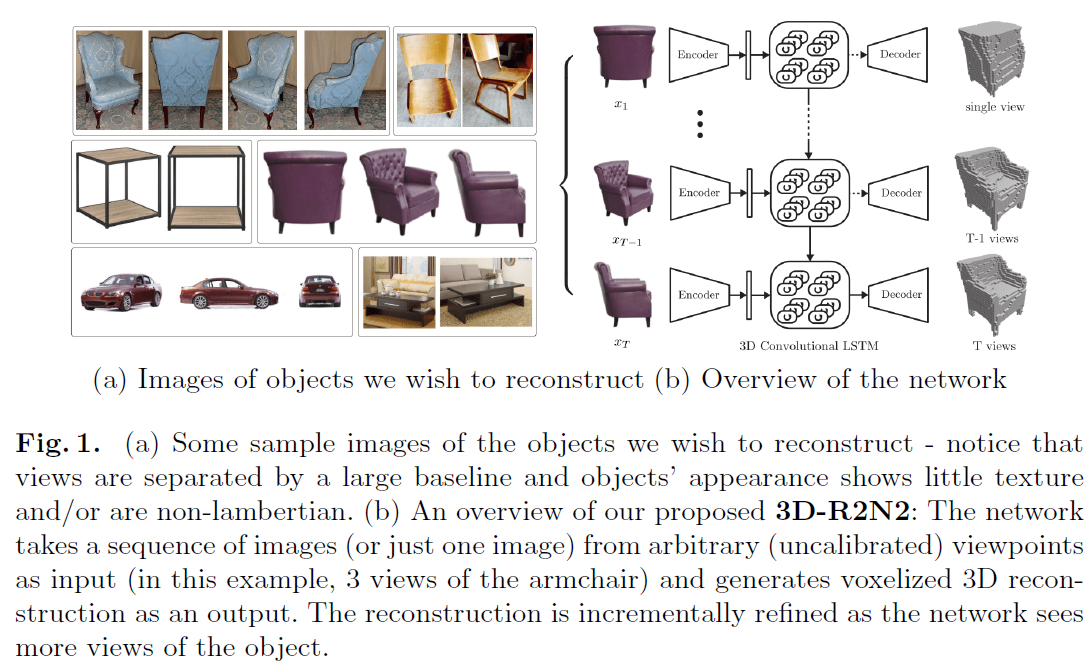 Encoder
Decoder
x1
single view
Encoder
Decoder
xT−1
T-1 views
Encoder
Decoder
xT
3D Convolutional LSTM
T views
(a) Images of objects we wish to reconstruct (b) Overview of the network
Fig. 1. (a) Some sample images of the objects we wish to reconstruct - notice that
views are separated by a large baseline and objects’ appearance shows little texture
and/or are non-lambertian. (b) An overview of our proposed 3D-R2N2: The network
takes a sequence of images (or just one image) from arbitrary (uncalibrated) viewpoints
as input (in this example, 3 views of the armchair) and generates voxelized 3D recon-
struction as an output. The reconstruction is incrementally refined as the network sees
more views of the object.